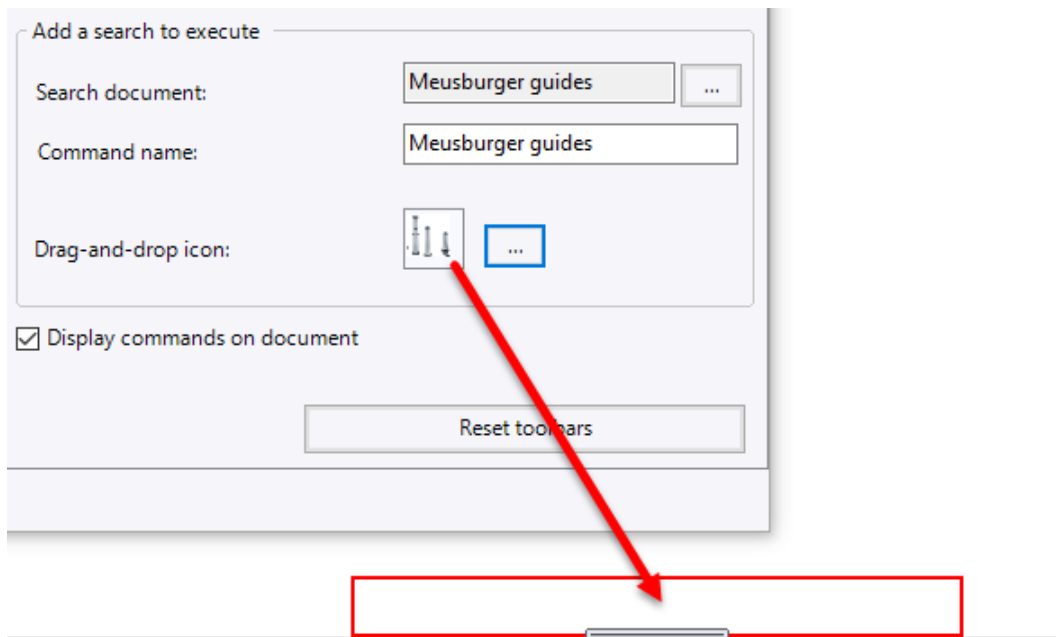 Add a search to execute
Search document: Meusburger guides ...
Command name: Meusburger guides
Drag-and-drop icon: ...
Display commands on document
Reset toolbars